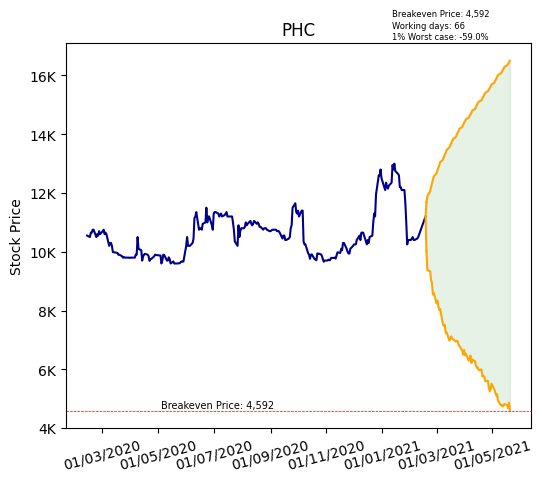 Breakeven Price: 4,592
Working days: 66
1% Worst case: -59.0%
PHC
Stock Price
16K
14K
12K
10K
8K
6K
4K
Breakeven Price: 4,592
01/03/2020
01/05/2020
01/07/2020
01/09/2020
01/11/2020
01/01/2021
01/03/2021
01/05/2021